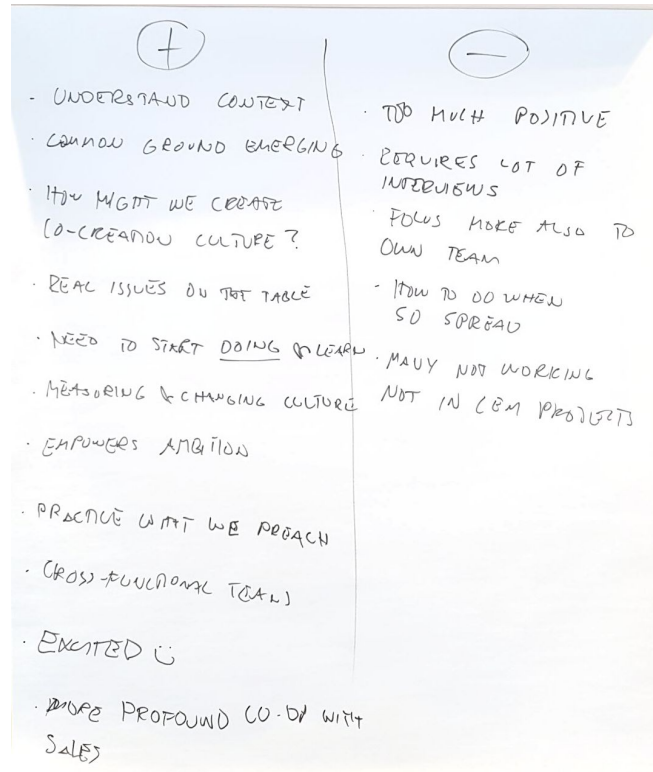 +
- UNDERSTAND CONTEXT
· COMMON GROUND EMERGING
· HOW MIGHT WE CREATE
CO-CREATION CULTURE?
· REAL ISSUES ON THE TABLE
· NEED TO START DOING & LEARN
· MEASURING & CHANGING CULTURE
· EMPOWERS AMBITION
· PRACTICE WHAT WE PREACH
· CROSS-FUNCTIONAL TEAMS
· EXCITED ü
· MORE PROFOUND CO-OP WITH
SALES
−
· TOO MUCH POSITIVE
· REQUIRES LOT OF
INTERVIEWS
· FOCUS MORE ALSO TO
OWN TEAM
- HOW TO DO WHEN
SO SPREAD
· MANY NOT WORKING
NOT IN CEM PROJECTS